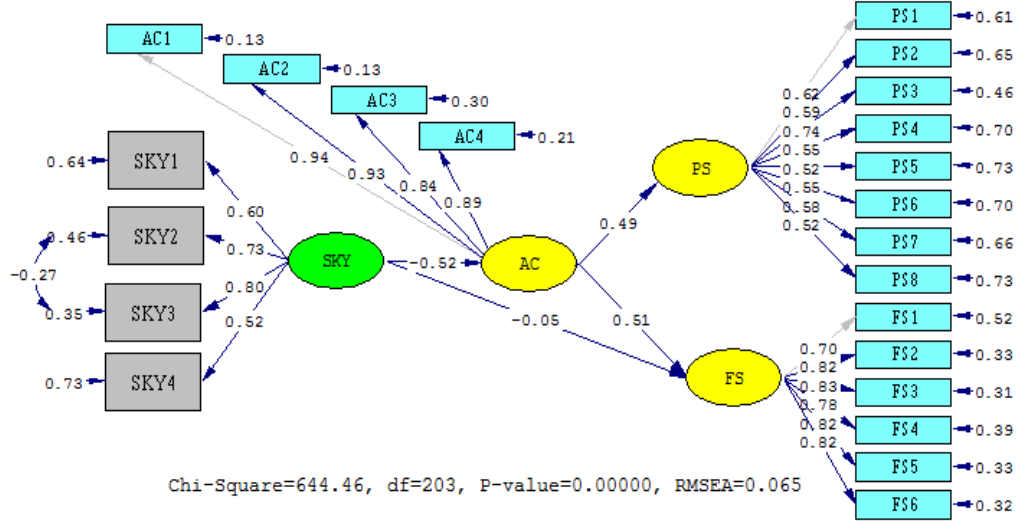 PS1 0.61
AC1 0.13
PS2 0.65
AC2 0.13
PS3 0.46
AC3 0.30
0.62
0.59
PS4 0.70
AC4 0.21
0.74
0.55
0.64 SKY1
0.94
PS
0.52
PS5 0.73
0.93
0.84
0.55
0.89
PS6 0.70
0.60
0.58
0.49
0.52
PS7 0.66
0.46 SKY2
0.73
SKY
-0.52
AC
PS8 0.73
-0.27
0.80
0.35 SKY3
0.52
-0.05
0.51
FS1 0.52
0.70
FS2 0.33
0.82
0.73 SKY4
FS
0.83
FS3 0.31
0.78
0.82
FS4 0.39
0.82
FS5 0.33
Chi-Square=644.46, df=203, P-value=0.00000, RMSEA=0.065
FS6 0.32